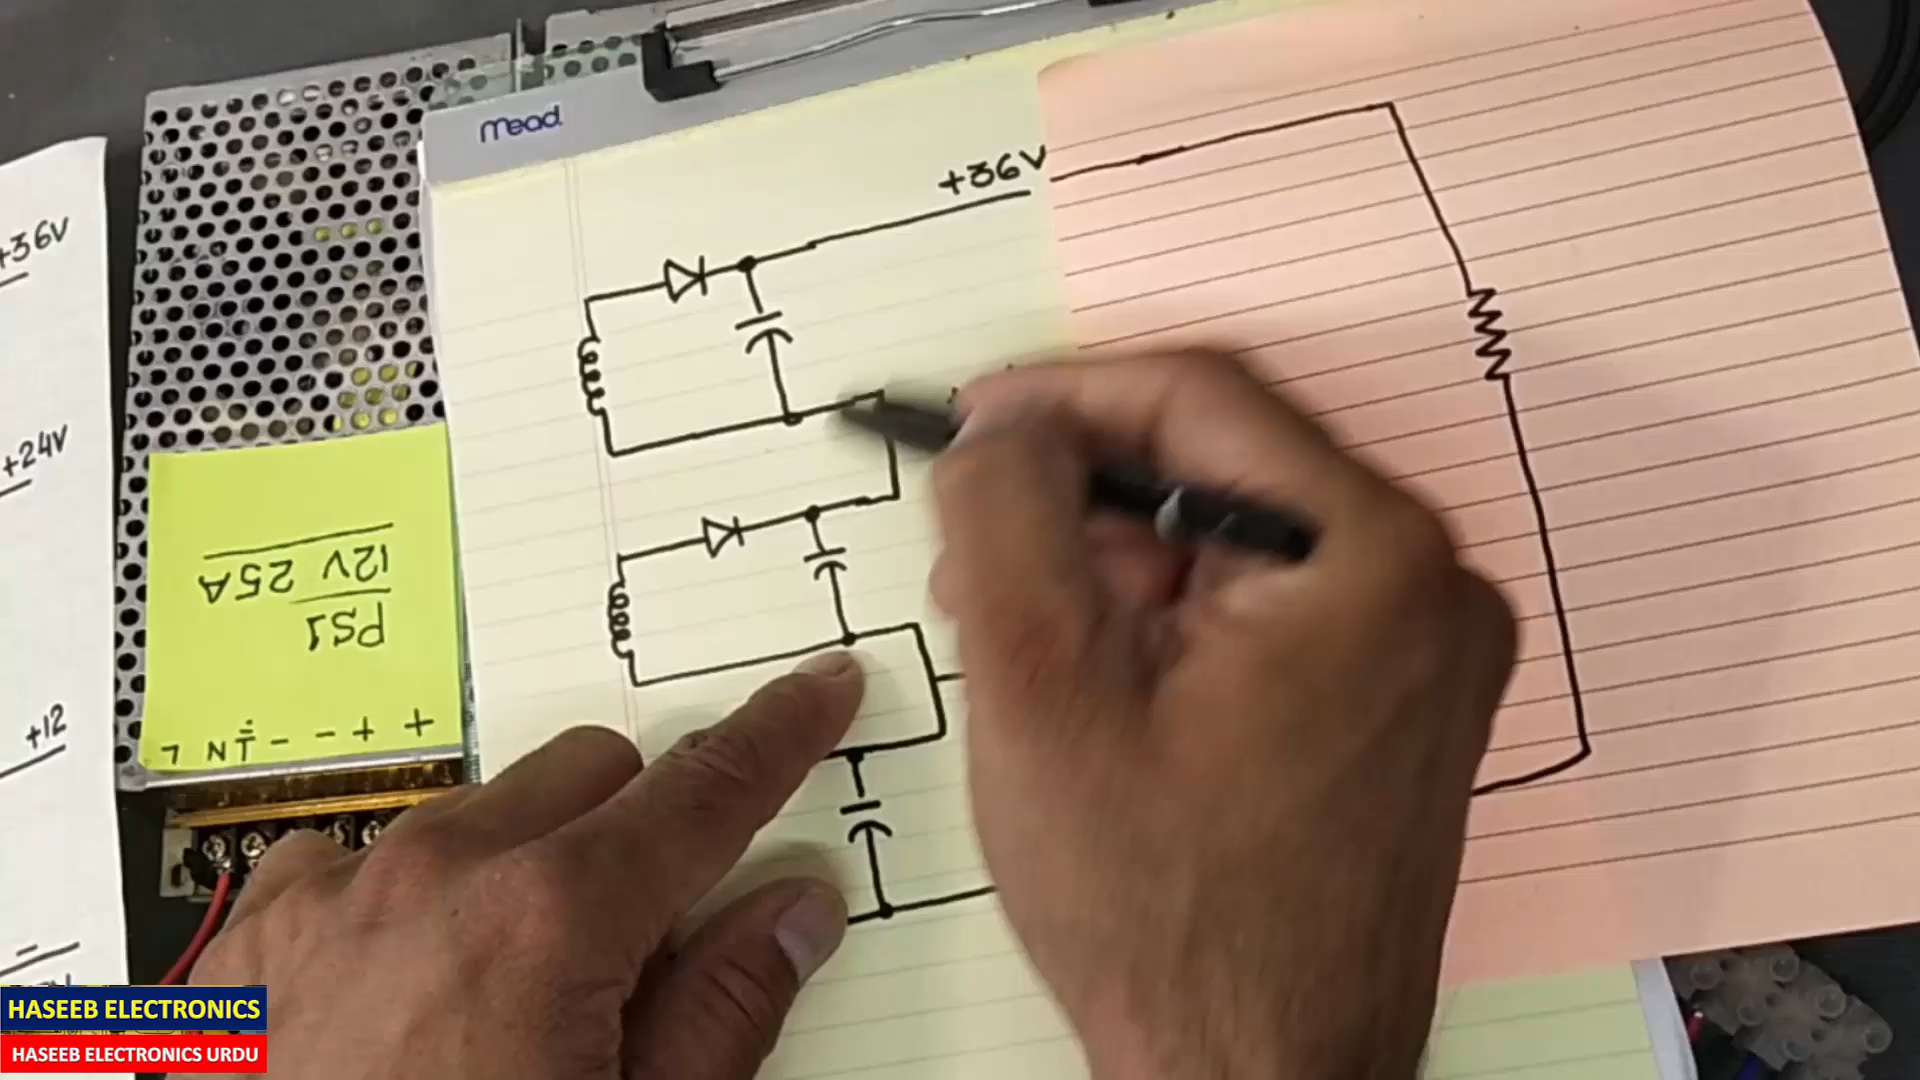 mead
+36V
+36V
+24V
+12
PS1
12V 25A
+ + - - N L
HASEEB ELECTRONICS
HASEEB ELECTRONICS URDU